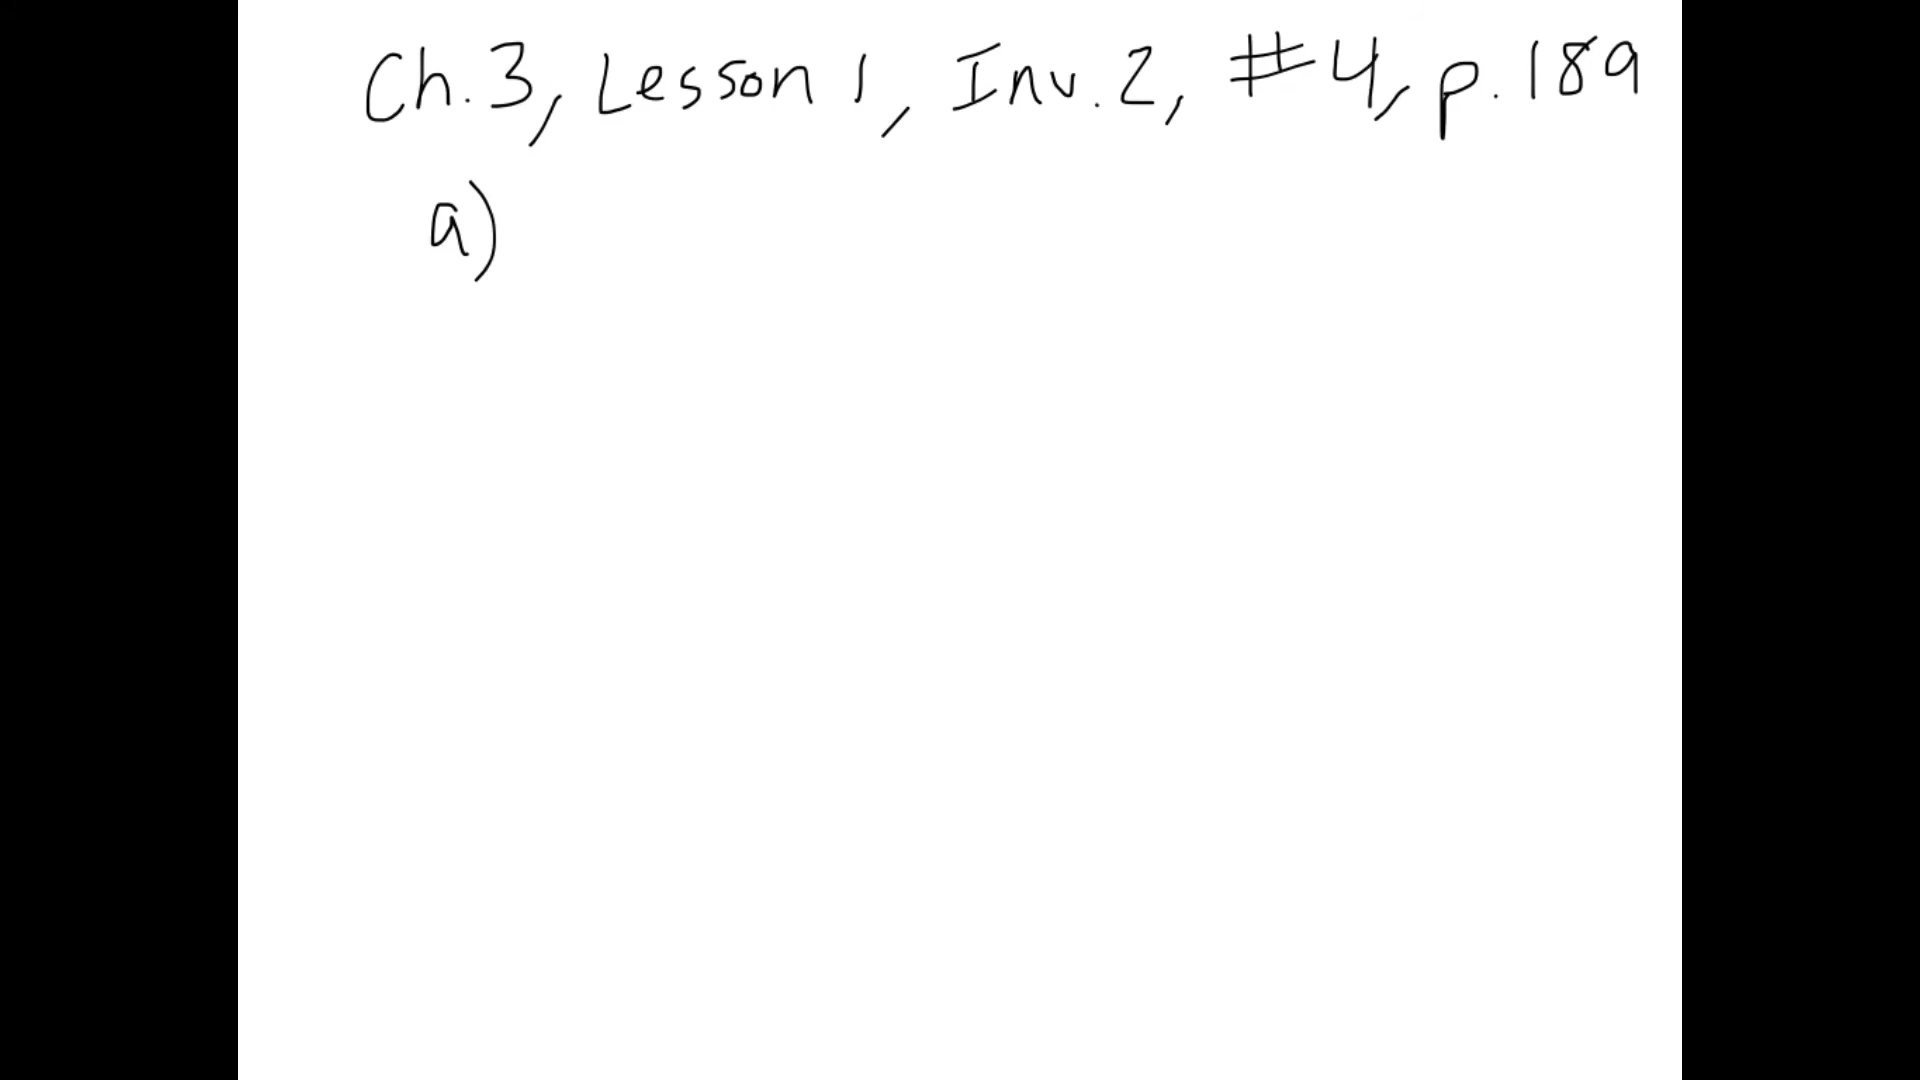 Ch. 3, Lesson 1, Inv. 2, #4, p. 189
a)